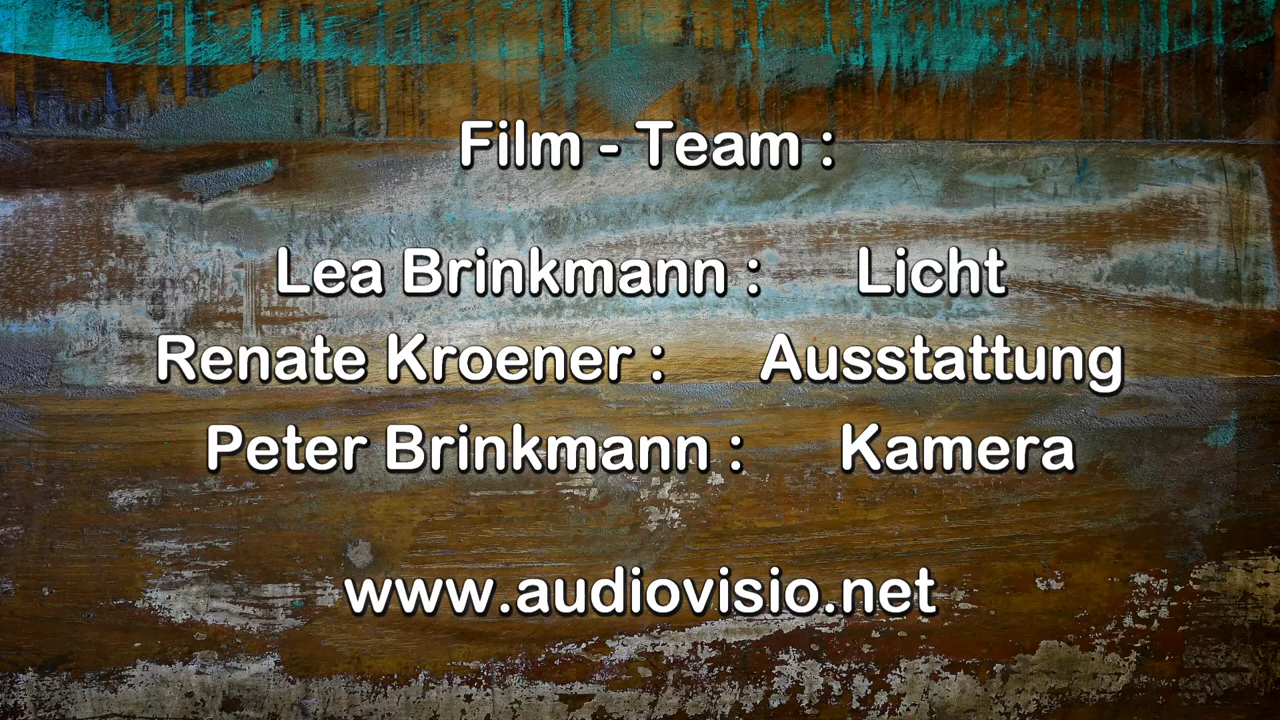 Film - Team :
Lea Brinkmann : Licht
Renate Kroener : Ausstattung
Peter Brinkmann : Kamera
www.audiovisio.net